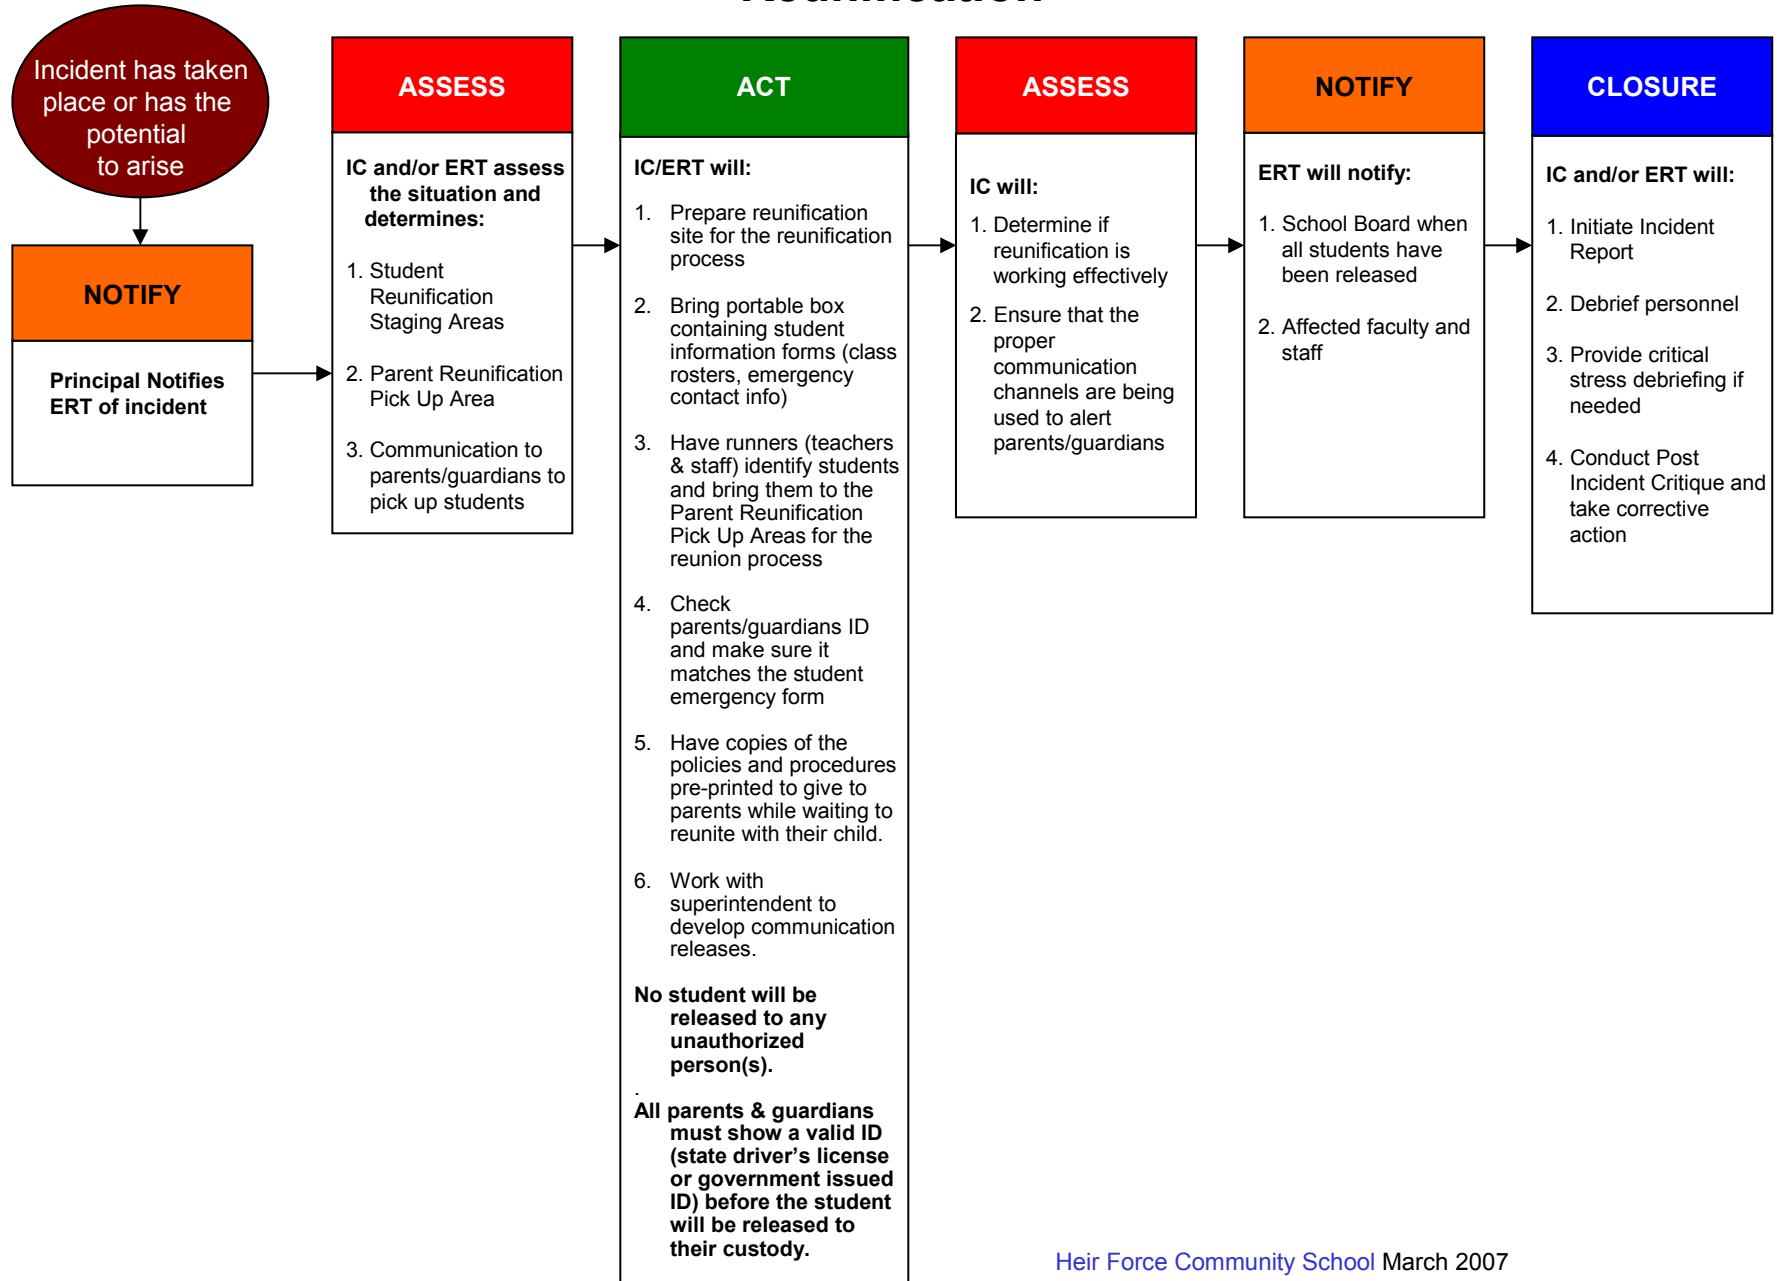 Reunification
Incident has taken
place or has the
potential
to arise
NOTIFY
Principal Notifies
ERT of incident
ASSESS
IC and/or ERT assess
the situation and
determines:
1. Student
Reunification
Staging Areas
2. Parent Reunification
Pick Up Area
3. Communication to
parents/guardians to
pick up students
ACT
IC/ERT will:
1. Prepare reunification
site for the reunification
process
2. Bring portable box
containing student
information forms (class
rosters, emergency
contact info)
3. Have runners (teachers
& staff) identify students
and bring them to the
Parent Reunification
Pick Up Areas for the
reunion process
4. Check
parents/guardians ID
and make sure it
matches the student
emergency form
5. Have copies of the
policies and procedures
pre-printed to give to
parents while waiting to
reunite with their child.
6. Work with
superintendent to
develop communication
releases.
No student will be
released to any
unauthorized
person(s).
.
All parents & guardians
must show a valid ID
(state driver’s license
or government issued
ID) before the student
will be released to
their custody.
ASSESS
IC will:
1. Determine if
reunification is
working effectively
2. Ensure that the
proper
communication
channels are being
used to alert
parents/guardians
NOTIFY
ERT will notify:
1. School Board when
all students have
been released
2. Affected faculty and
staff
CLOSURE
IC and/or ERT will:
1. Initiate Incident
Report
2. Debrief personnel
3. Provide critical
stress debriefing if
needed
4. Conduct Post
Incident Critique and
take corrective
action
Heir Force Community School March 2007